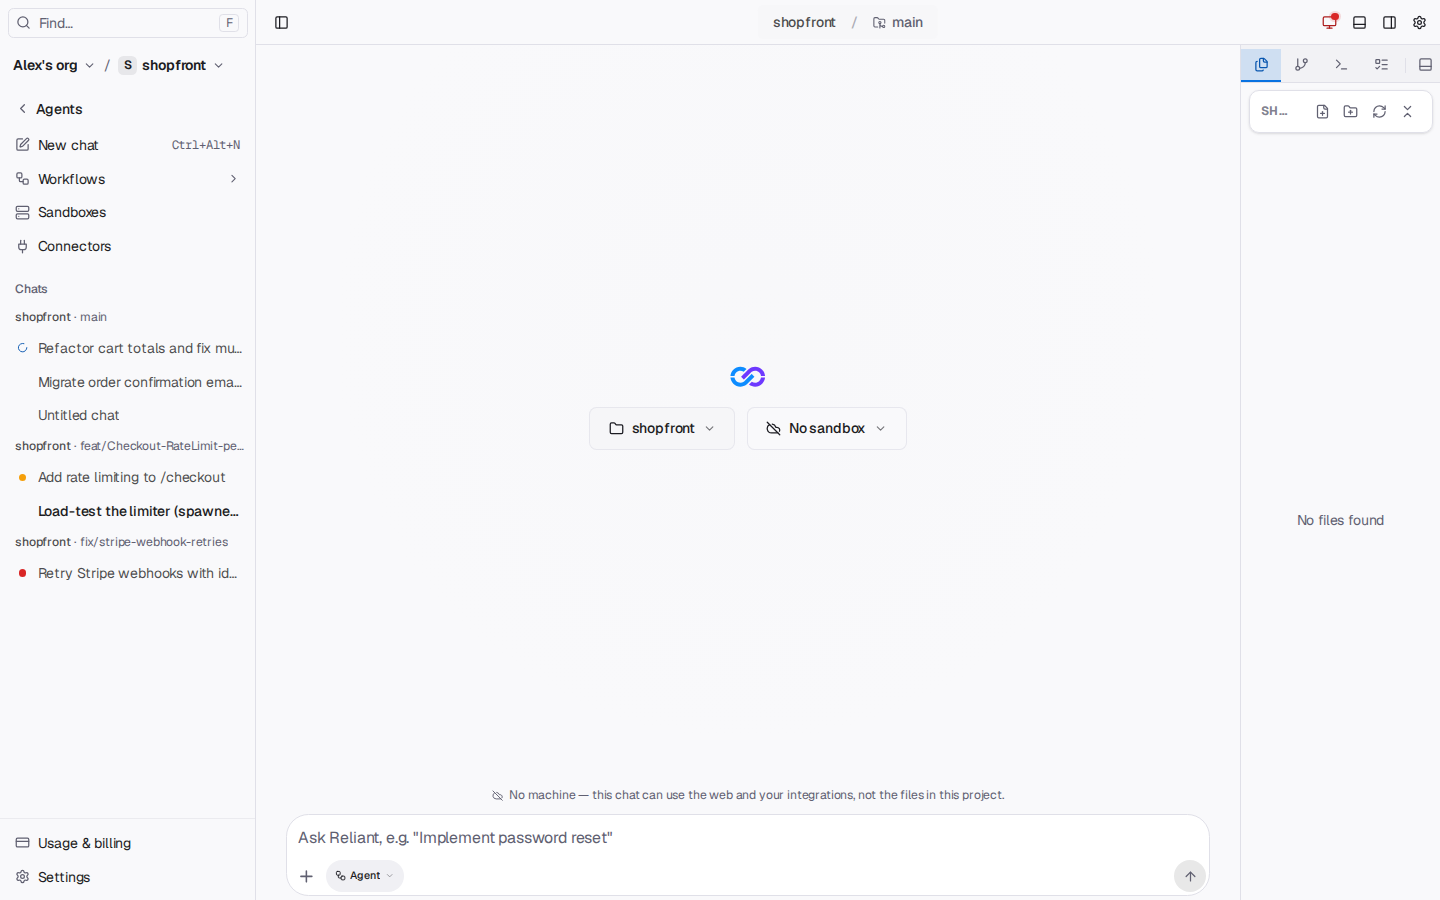 Find...
F
shopfront / main
Alex's org / S shopfront
Agents
New chat Ctrl+Alt+N
Workflows
Sandboxes
Connectors
Chats
shopfront · main
Refactor cart totals and fix mu...
Migrate order confirmation ema...
Untitled chat
shopfront · feat/Checkout-RateLimit-pe...
Add rate limiting to /checkout
Load-test the limiter (spawne...
shopfront · fix/stripe-webhook-retries
Retry Stripe webhooks with id...
Usage & billing
Settings
shopfront
No sandbox
No machine — this chat can use the web and your integrations, not the files in this project.
Ask Reliant, e.g. "Implement password reset"
Agent
SH...
No files found